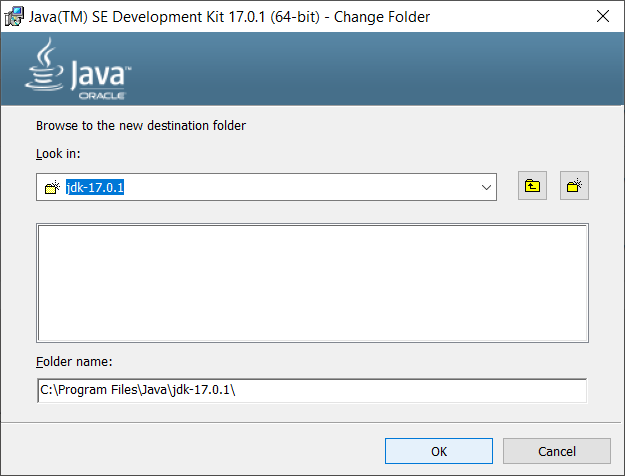 Java(TM) SE Development Kit 17.0.1 (64-bit) - Change Folder
Java™
ORACLE
Browse to the new destination folder
Look in:
jdk-17.0.1
Folder name:
C:\Program Files\Java\jdk-17.0.1\
OK Cancel